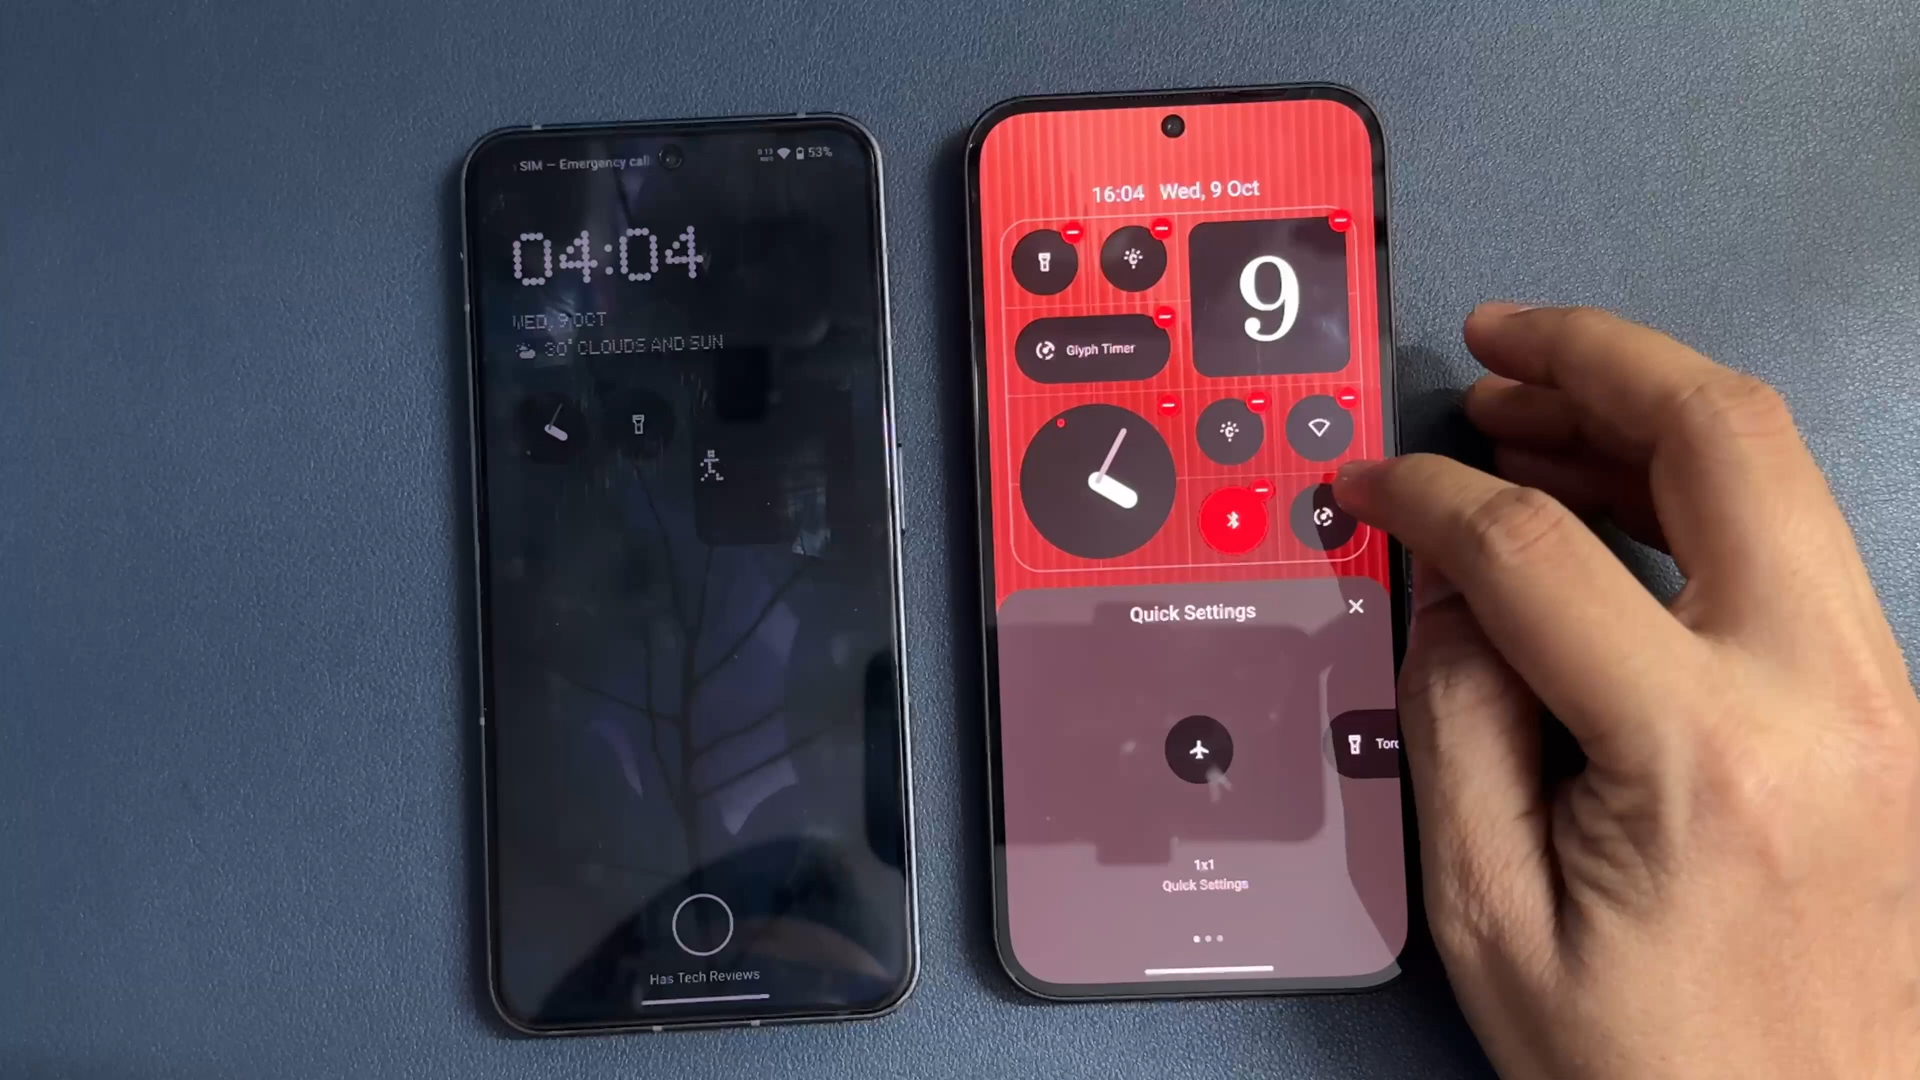 SIM — Emergency call
53%
04:04
WED, 9 OCT
30° CLOUDS AND SUN
Has Tech Reviews
16:04 Wed, 9 Oct
9
Glyph Timer
Quick Settings
Torc
1x1
Quick Settings